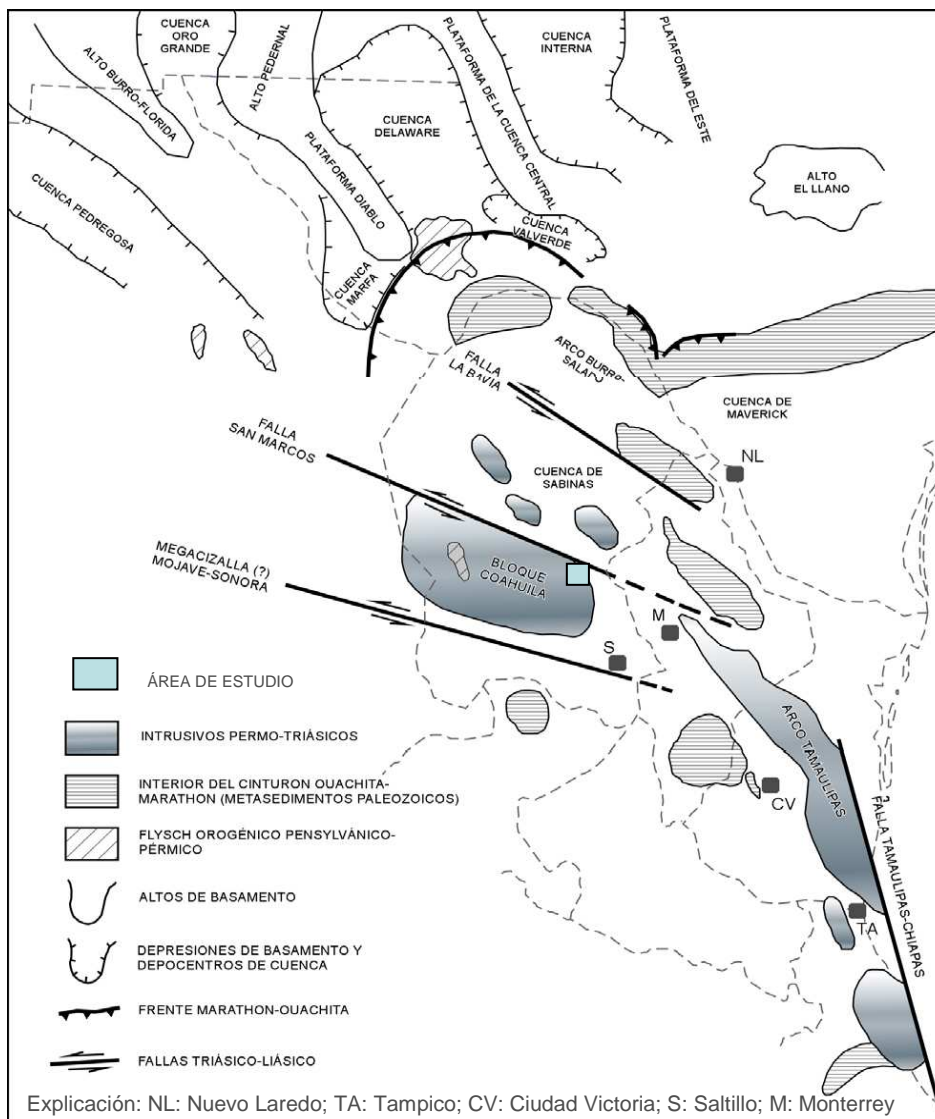 CUENCA
ORO
GRANDE
ALTO PEDERNAL
CUENCA
INTERNA
PLATAFORMA DE LA CUENCA CENTRAL
PLATAFORMA DEL ESTE
ALTO BURRO-FLORIDA
CUENCA
DELAWARE
PLATAFORMA DIABLO
ALTO
EL LLANO
CUENCA PEDREGOSA
CUENCA
VALVERDE
CUENCA
MARFA
ARCO BURRO-
SALADO
FALLA
LA BAVIA
CUENCA DE
MAVERICK
FALLA
SAN MARCOS
NL
CUENCA DE
SABINAS
MEGACIZALLA (?)
MOJAVE-SONORA
BLOQUE
COAHUILA
M
S
ARCO TAMAULIPAS
CV
FALLA TAMAULIPAS-CHIAPAS
TA
ÁREA DE ESTUDIO
INTRUSIVOS PERMO-TRIÁSICOS
INTERIOR DEL CINTURON OUACHITA-
MARATHON (METASEDIMENTOS PALEOZOICOS)
FLYSCH OROGÉNICO PENSYLVÁNICO-
PÉRMICO
ALTOS DE BASAMENTO
DEPRESIONES DE BASAMENTO Y
DEPOCENTROS DE CUENCA
FRENTE MARATHON-OUACHITA
FALLAS TRIÁSICO-LIÁSICO
Explicación: NL: Nuevo Laredo; TA: Tampico; CV: Ciudad Victoria; S: Saltillo; M: Monterrey